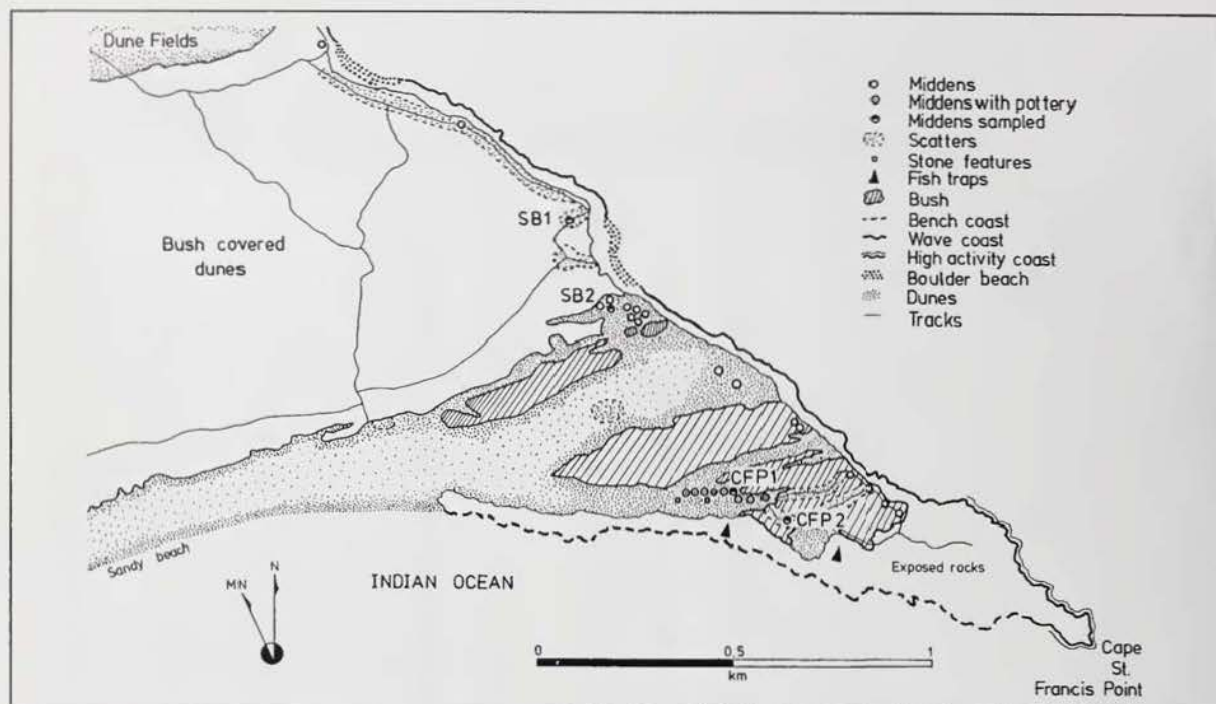 Dune Fields
Middens
Middens with pottery
Middens sampled
Scatters
Stone features
Fish traps
Bush
Bench coast
Wave coast
High activity coast
Boulder beach
Dunes
Tracks
SB1
Bush covered
dunes
SB2
CFP1
CFP2
Sandy beach
MN
N
INDIAN OCEAN
Exposed rocks
0
0,5
1
km
Cape
St.
Francis Point